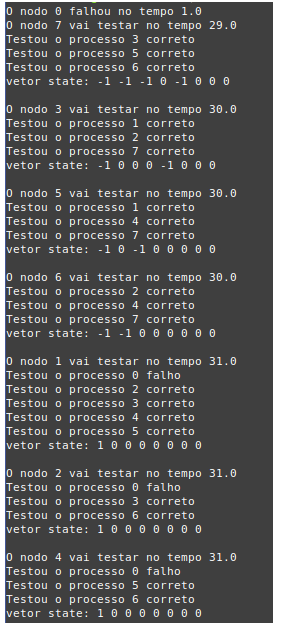 O nodo 0 falhou no tempo 1.0
O nodo 7 vai testar no tempo 29.0
Testou o processo 3 correto
Testou o processo 5 correto
Testou o processo 6 correto
vetor state: -1 -1 -1 0 -1 0 0 0
O nodo 3 vai testar no tempo 30.0
Testou o processo 1 correto
Testou o processo 2 correto
Testou o processo 7 correto
vetor state: -1 0 0 0 -1 0 0 0
O nodo 5 vai testar no tempo 30.0
Testou o processo 1 correto
Testou o processo 4 correto
Testou o processo 7 correto
vetor state: -1 0 -1 0 0 0 0 0
O nodo 6 vai testar no tempo 30.0
Testou o processo 2 correto
Testou o processo 4 correto
Testou o processo 7 correto
vetor state: -1 -1 0 0 0 0 0 0
O nodo 1 vai testar no tempo 31.0
Testou o processo 0 falho
Testou o processo 2 correto
Testou o processo 3 correto
Testou o processo 4 correto
Testou o processo 5 correto
vetor state: 1 0 0 0 0 0 0 0
O nodo 2 vai testar no tempo 31.0
Testou o processo 0 falho
Testou o processo 3 correto
Testou o processo 6 correto
vetor state: 1 0 0 0 0 0 0 0
O nodo 4 vai testar no tempo 31.0
Testou o processo 0 falho
Testou o processo 5 correto
Testou o processo 6 correto
vetor state: 1 0 0 0 0 0 0 0